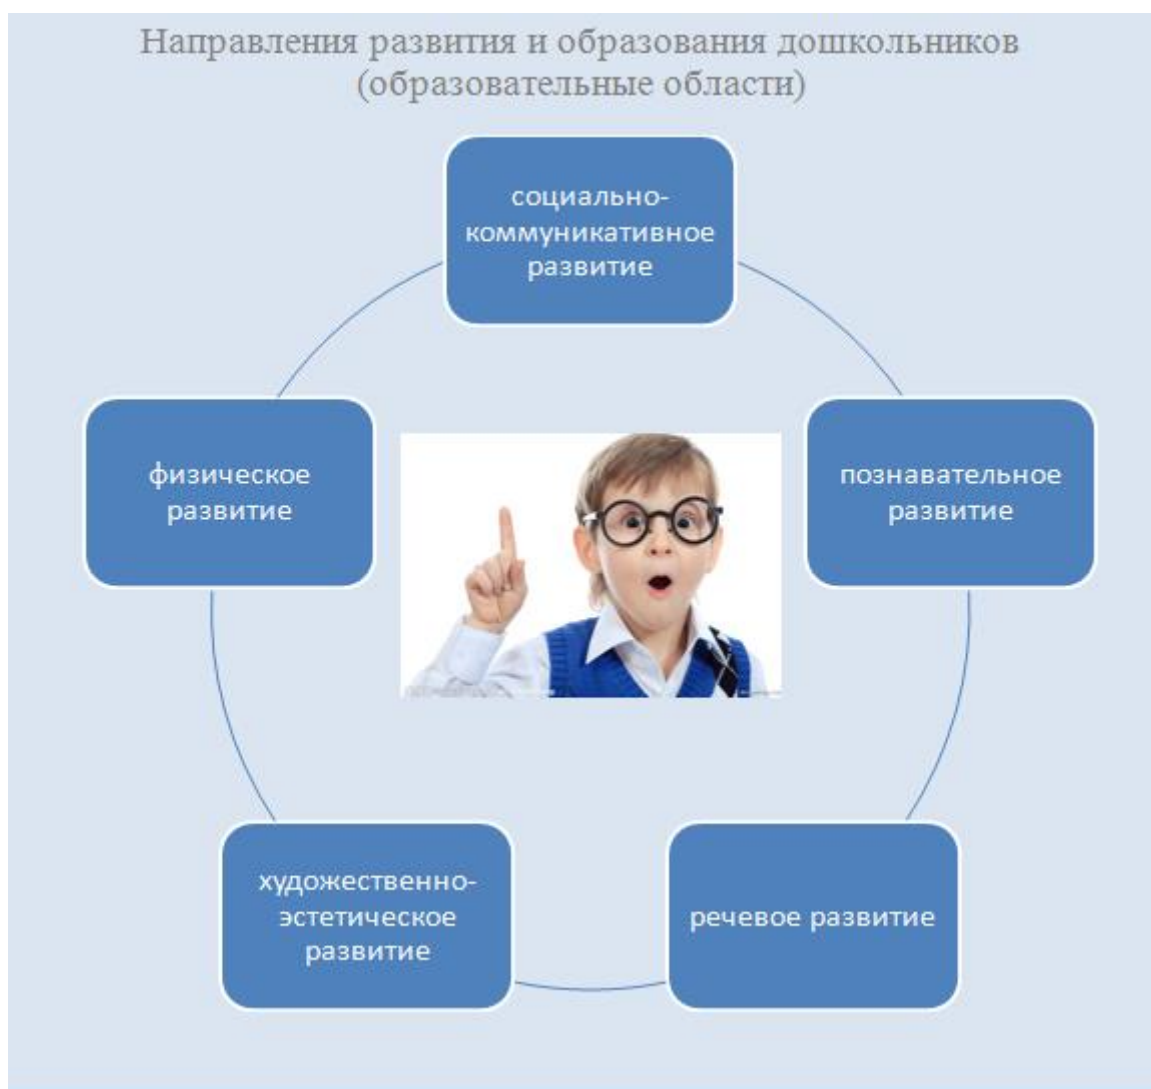 Направления развития и образования дошкольников
(образовательные области)
социально-
коммуникативное
развитие
познавательное
развитие
речевое развитие
художественно-
эстетическое
развитие
физическое
развитие